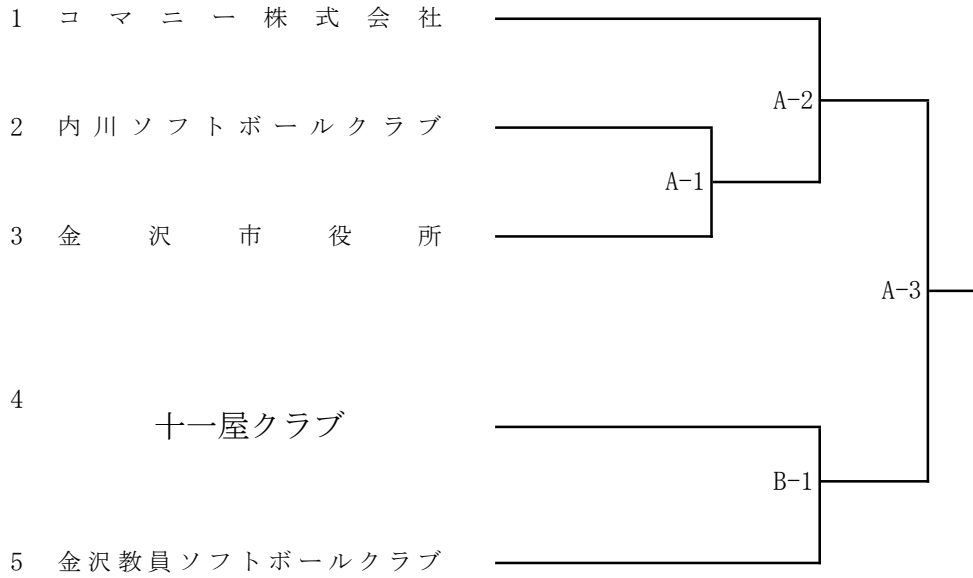 1 コマニー株式会社
A-2
2 内川ソフトボールクラブ
A-1
3 金沢市役所
A-3
4
十一屋クラブ
B-1
5 金沢教員ソフトボールクラブ